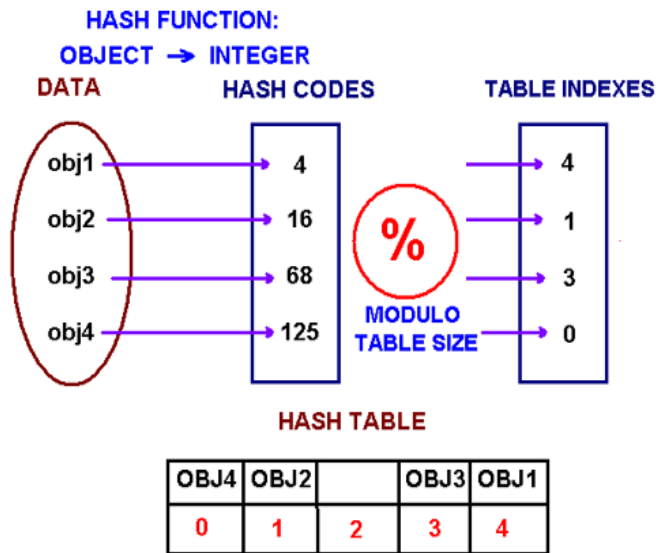 HASH FUNCTION:
OBJECT → INTEGER
DATA HASH CODES TABLE INDEXES
obj1 4 4
obj2 16 1
obj3 68 3
obj4 125 0
%
MODULO
TABLE SIZE
HASH TABLE
OBJ4 OBJ2 OBJ3 OBJ1
0 1 2 3 4